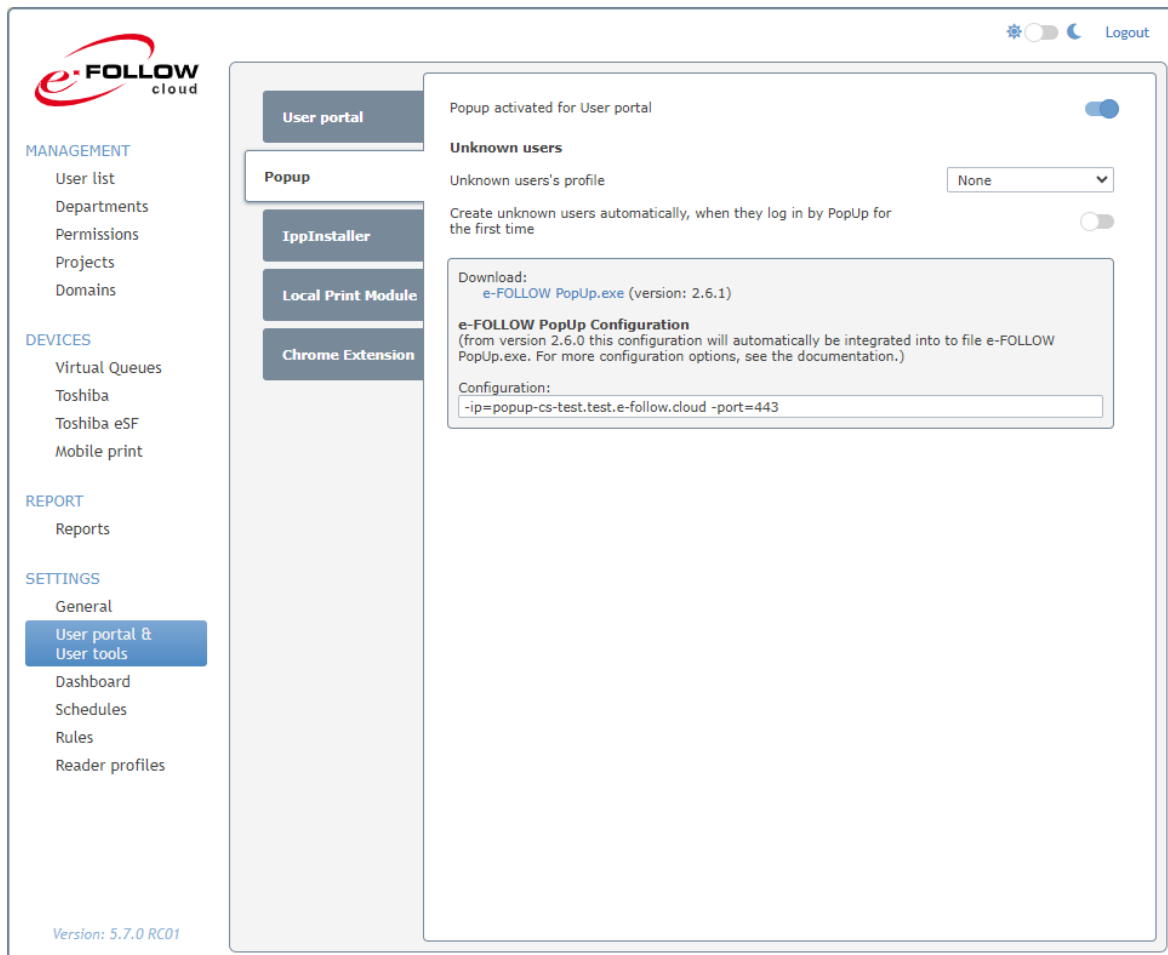 Logout
e-FOLLOW
cloud
MANAGEMENT
User list
Departments
Permissions
Projects
Domains
DEVICES
Virtual Queues
Toshiba
Toshiba eSF
Mobile print
REPORT
Reports
SETTINGS
General
User portal &
User tools
Dashboard
Schedules
Rules
Reader profiles
Version: 5.7.0 RC01
User portal
Popup
IppInstaller
Local Print Module
Chrome Extension
Popup activated for User portal
Unknown users
Unknown users's profile
None
Create unknown users automatically, when they log in by PopUp for
the first time
Download:
e-FOLLOW PopUp.exe (version: 2.6.1)
e-FOLLOW PopUp Configuration
(from version 2.6.0 this configuration will automatically be integrated into to file e-FOLLOW
PopUp.exe. For more configuration options, see the documentation.)
Configuration:
-ip=popup-cs-test.test.e-follow.cloud -port=443